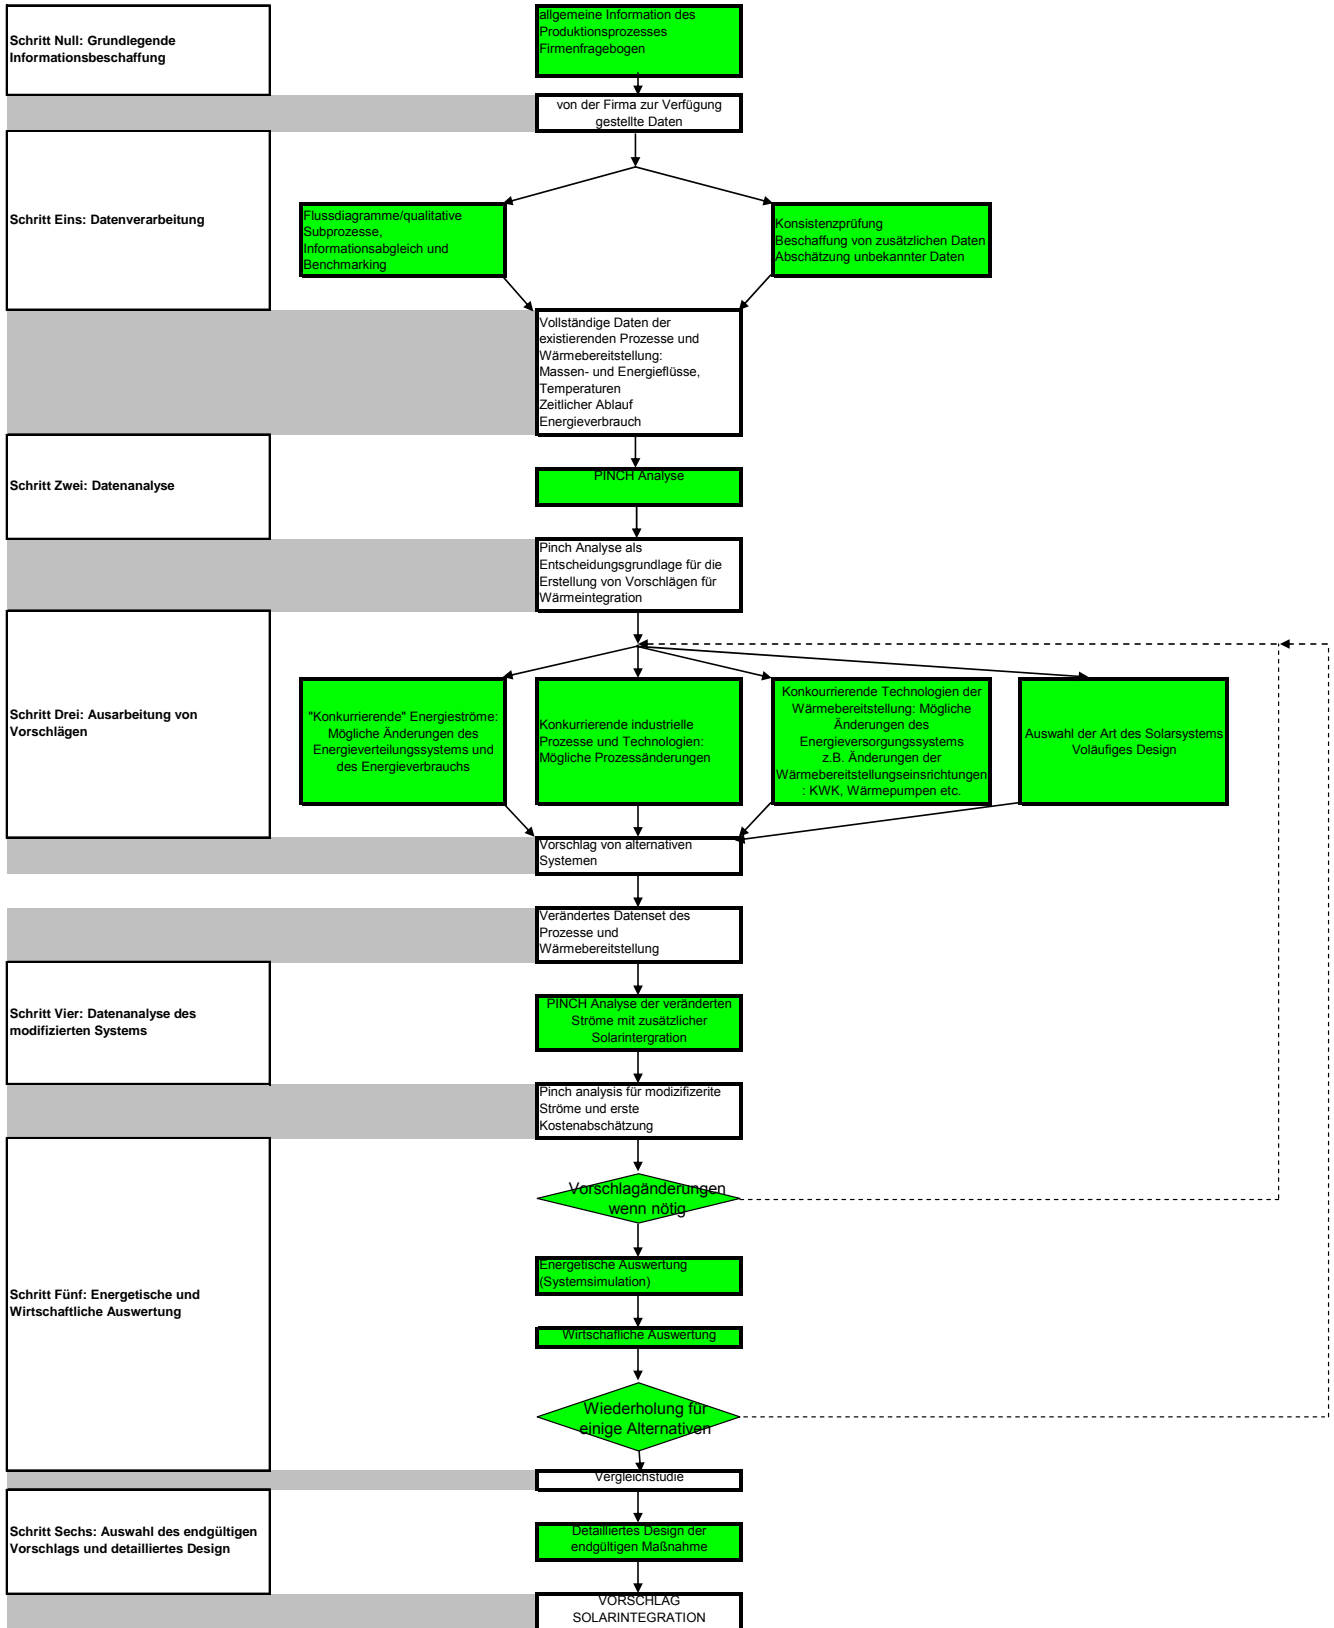 Schritt Null: Grundlegende
Informationsbeschaffung
allgemeine Information des
Produktionsprozesses
Firmenfragebogen
von der Firma zur Verfügung
gestellte Daten
Schritt Eins: Datenverarbeitung
Flussdiagramme/qualitative
Subprozesse,
Informationsabgleich und
Benchmarking
Konsistenzprüfung
Beschaffung von zusätzlichen Daten
Abschätzung unbekannter Daten
Vollständige Daten der
existierenden Prozesse und
Wärmebereitstellung:
Massen- und Energieflüsse,
Temperaturen
Zeitlicher Ablauf
Energieverbrauch
Schritt Zwei: Datenanalyse
PINCH Analyse
Pinch Analyse als
Entscheidungsgrundlage für die
Erstellung von Vorschlägen für
Wärmeintegration
Schritt Drei: Ausarbeitung von
Vorschlägen
"Konkurrierende" Energieströme:
Mögliche Änderungen des
Energieverteilungssystems und
des Energieverbrauchs
Konkurrierende industrielle
Prozesse und Technologien:
Mögliche Prozessänderungen
Konkourrierende Technologien der
Wärmebereitstellung: Mögliche
Änderungen des
Energieversorgungssystems
z.B. Änderungen der
Wärmebereitstellungseinrichtungen
: KWK, Wärmepumpen etc.
Auswahl der Art des Solarsystems
Voläufiges Design
Vorschlag von alternativen
Systemen
Verändertes Datenset des
Prozesse und
Wärmebereitstellung
Schritt Vier: Datenanalyse des
modifizierten Systems
PINCH Analyse der veränderten
Ströme mit zusätzlicher
Solarintergration
Pinch analysis für modizifizerite
Ströme und erste
Kostenabschätzung
Schritt Fünf: Energetische und
Wirtschaftliche Auswertung
Vorschlagänderungen
wenn nötig
Energetische Auswertung
(Systemsimulation)
Wirtschafliche Auswertung
Wiederholung für
einige Alternativen
Vergleichstudie
Schritt Sechs: Auswahl des endgültigen
Vorschlags und detailliertes Design
Detailliertes Design der
endgültigen Maßnahme
VORSCHLAG
SOLARINTEGRATION